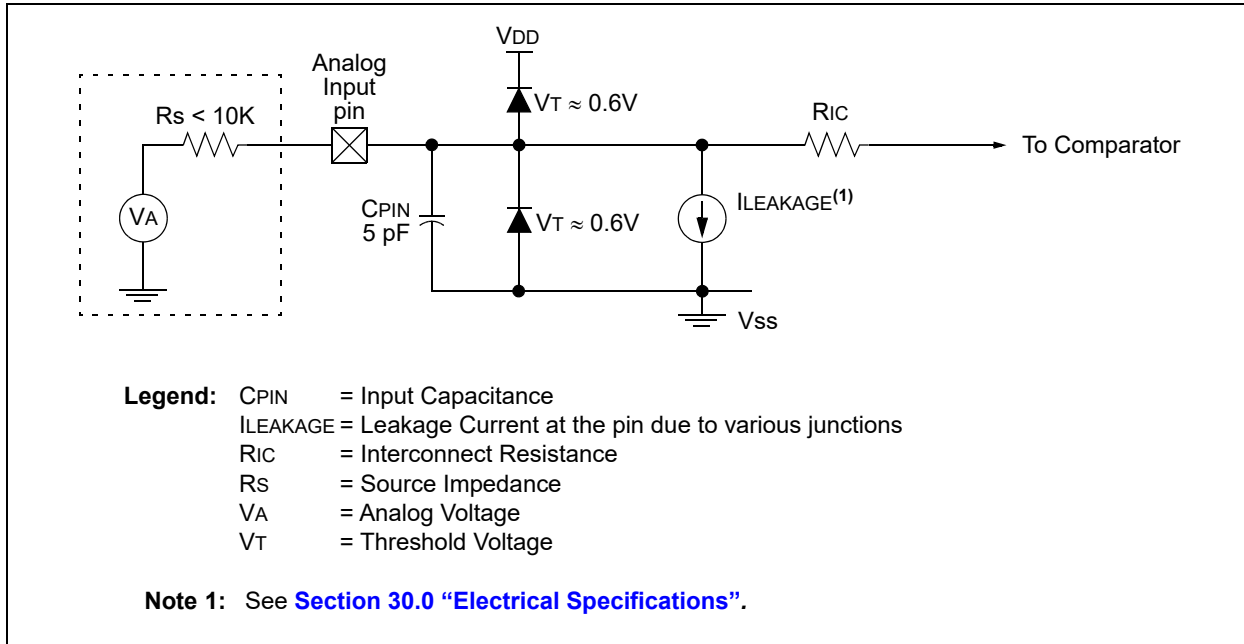 VDD
Analog
Input
pin
Rs < 10K
VT ≈ 0.6V
RIC
To Comparator
VA
CPIN
5 pF
VT ≈ 0.6V
ILEAKAGE(1)
Vss
Legend: CPIN = Input Capacitance
ILEAKAGE = Leakage Current at the pin due to various junctions
RIC = Interconnect Resistance
RS = Source Impedance
VA = Analog Voltage
VT = Threshold Voltage
Note 1: See Section 30.0 “Electrical Specifications”.